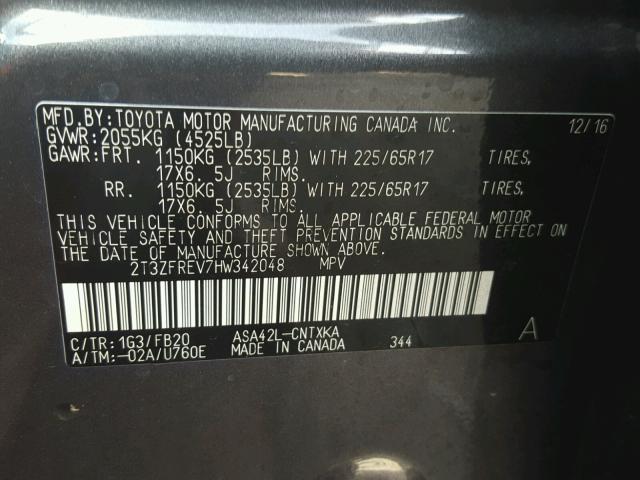 MFD.BY:TOYOTA MOTOR MANUFACTURING CANADA INC. 12/16
GVWR:2055KG (4525LB)
GAWR:FRT. 1150KG (2535LB) WITH 225/65R17 TIRES,
17X6. 5J RIMS.
RR. 1150KG (2535LB) WITH 225/65R17 TIRES,
17X6. 5J RIMS
THIS VEHICLE CONFORMS TO ALL APPLICABLE FEDERAL MOTOR
VEHICLE SAFETY AND THEFT PREVENTION STANDARDS IN EFFECT ON
THE DATE OF MANUFACTURE SHOWN ABOVE.
2T3ZFREV7HW342048 MPV
C/TR:1G3/FB20 ASA42L-CNTXKA 344 A
A/TM:-02A/U760E MADE IN CANADA